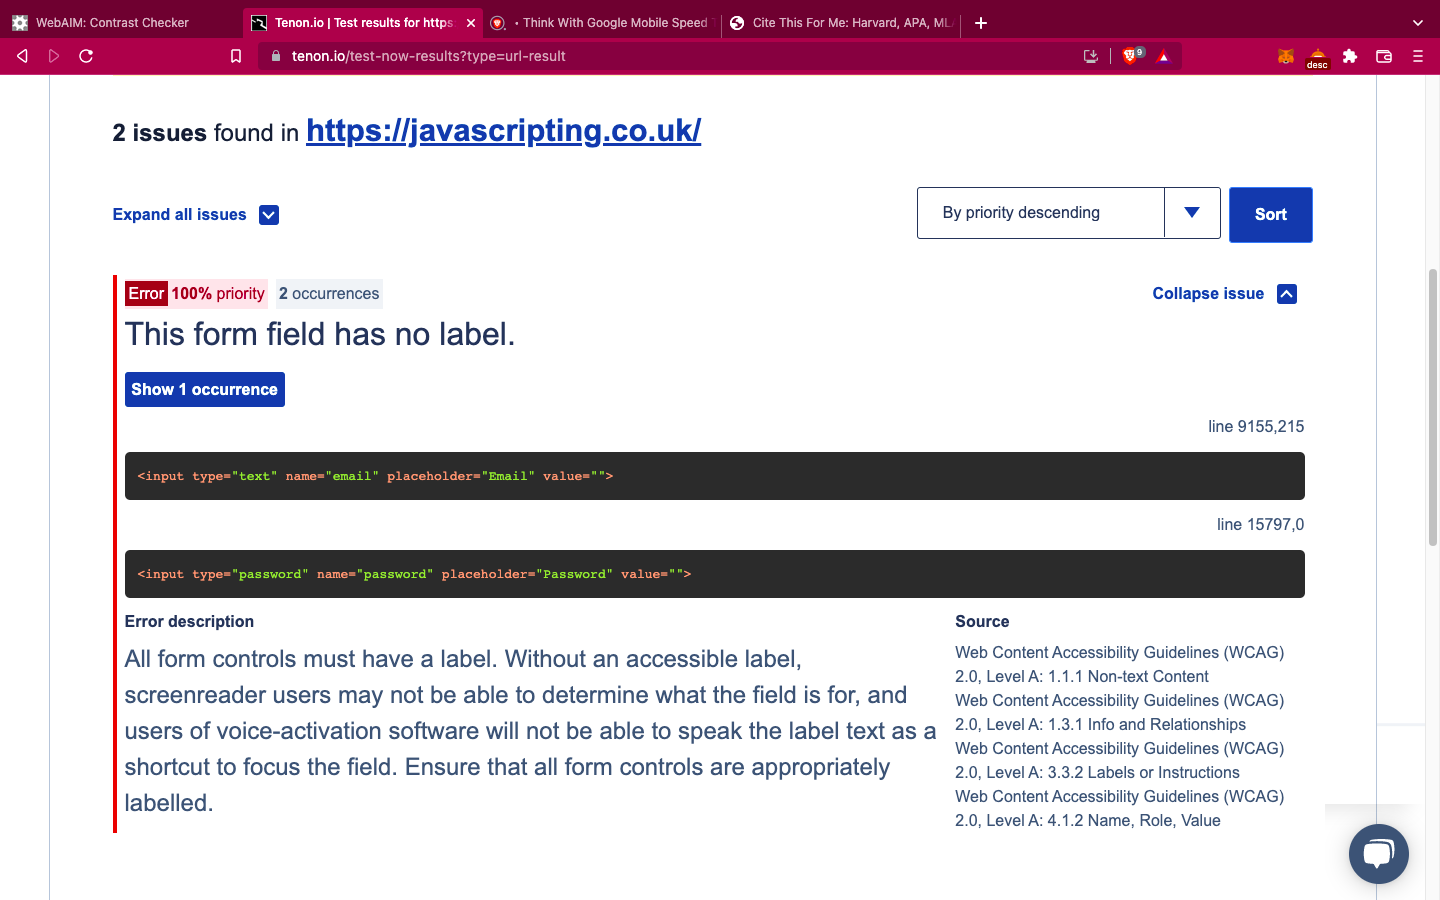 WebAIM: Contrast Checker
Tenon.io | Test results for https
• Think With Google Mobile Speed
Cite This For Me: Harvard, APA, ML
tenon.io/test-now-results?type=url-result
9
desc
2 issues found in https://javascripting.co.uk/
Expand all issues
By priority descending
Sort
Error 100% priority 2 occurrences
Collapse issue
This form field has no label.
Show 1 occurrence
line 9155,215
<input type="text" name="email" placeholder="Email" value="">
line 15797,0
<input type="password" name="password" placeholder="Password" value="">
Error description
All form controls must have a label. Without an accessible label,
screenreader users may not be able to determine what the field is for, and
users of voice-activation software will not be able to speak the label text as a
shortcut to focus the field. Ensure that all form controls are appropriately
labelled.
Source
Web Content Accessibility Guidelines (WCAG)
2.0, Level A: 1.1.1 Non-text Content
Web Content Accessibility Guidelines (WCAG)
2.0, Level A: 1.3.1 Info and Relationships
Web Content Accessibility Guidelines (WCAG)
2.0, Level A: 3.3.2 Labels or Instructions
Web Content Accessibility Guidelines (WCAG)
2.0, Level A: 4.1.2 Name, Role, Value